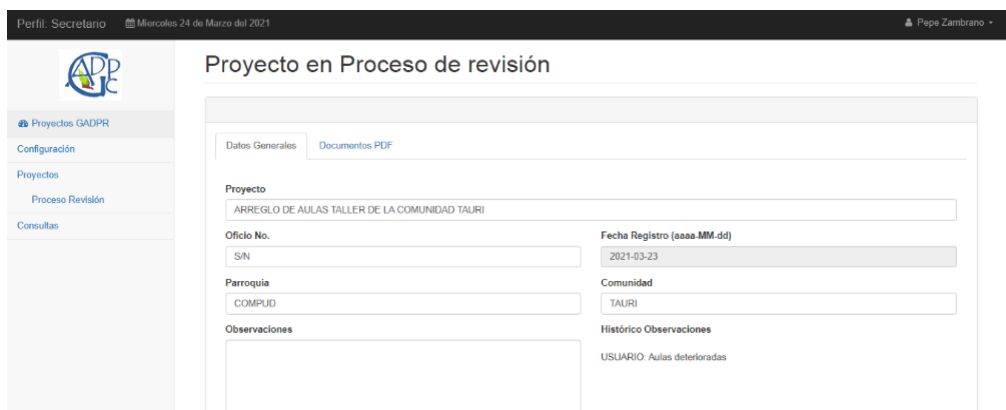 Perfil: Secretario Miercoles 24 de Marzo del 2021 Pepe Zambrano
Proyecto en Proceso de revisión
Proyectos GADPR
Configuración
Proyectos
Proceso Revisión
Consultas
Datos Generales Documentos PDF
Proyecto
ARREGLO DE AULAS TALLER DE LA COMUNIDAD TAURI
Oficio No. Fecha Registro (aaaa-MM-dd)
S/N 2021-03-23
Parroquia Comunidad
COMPUD TAURI
Observaciones Histórico Observaciones
USUARIO: Aulas deterioradas